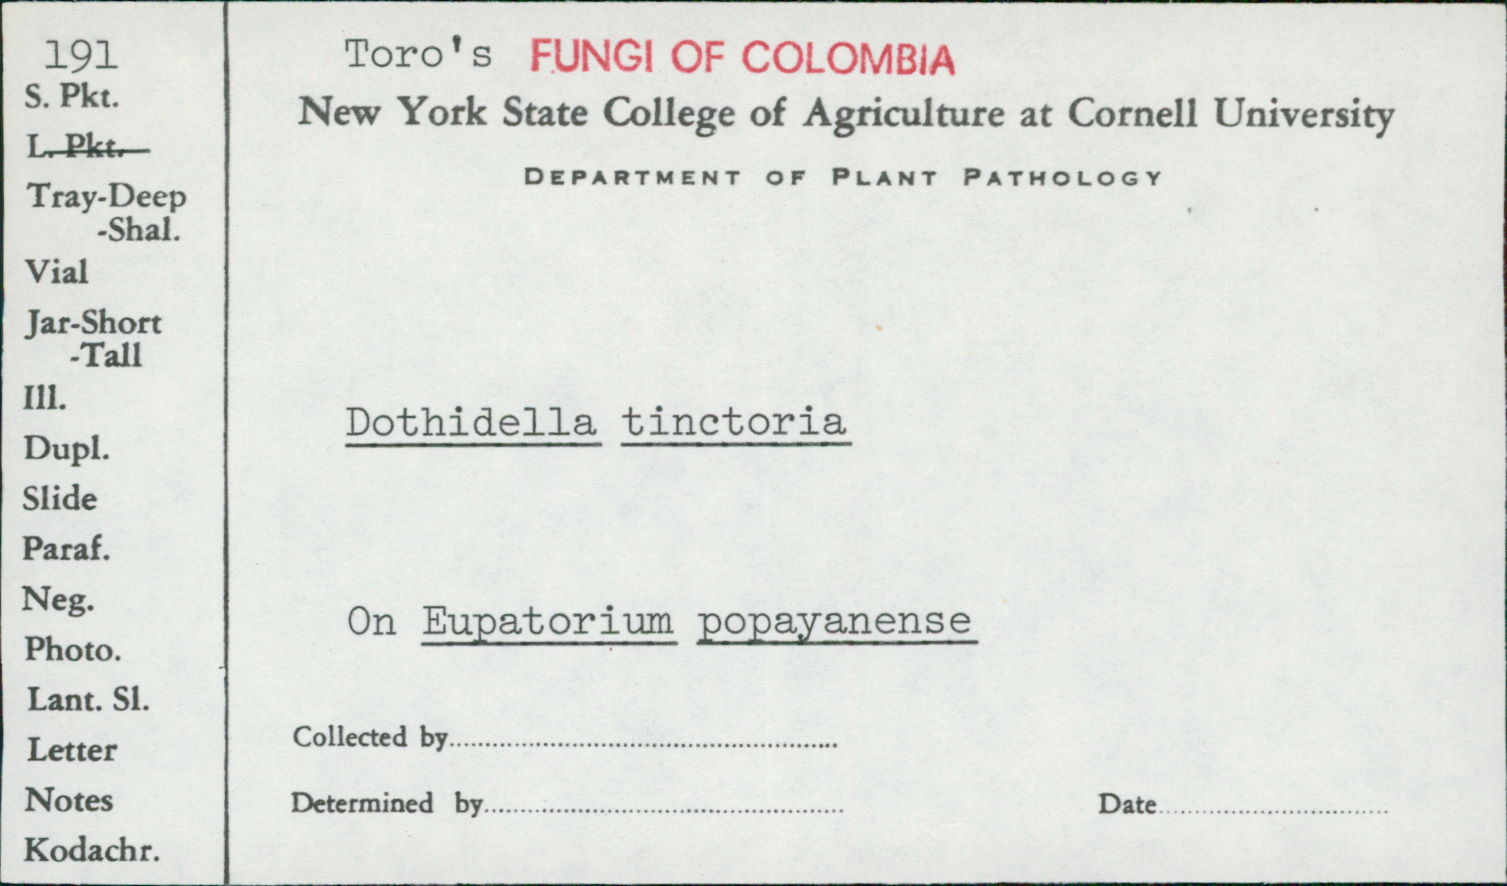 191
S. Pkt.
L. Pkt.
Tray-Deep
-Shal.
Vial
Jar-Short
-Tall
Ill.
Dupl.
Slide
Paraf.
Neg.
Photo.
Lant. Sl.
Letter
Notes
Kodachr.
Toro's FUNGI OF COLOMBIA
New York State College of Agriculture at Cornell University
DEPARTMENT OF PLANT PATHOLOGY
Dothidella tinctoria
On Eupatorium popayanense
Collected by
Determined by
Date